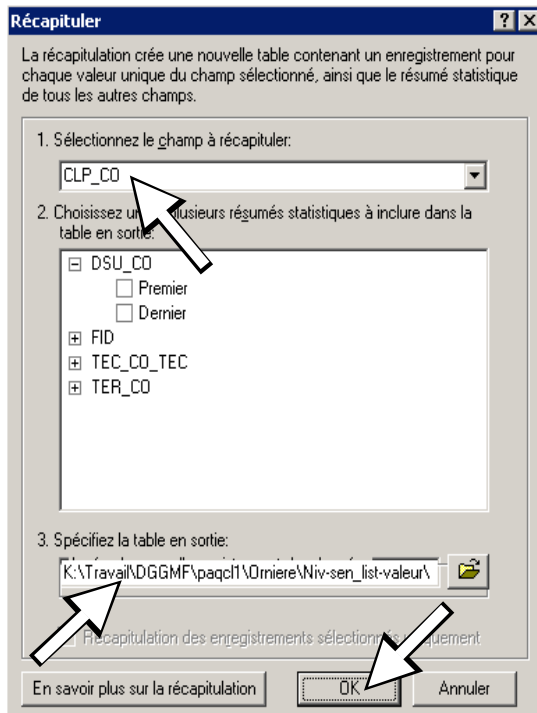 Récapituler
La récapitulation crée une nouvelle table contenant un enregistrement pour
chaque valeur unique du champ sélectionné, ainsi que le résumé statistique
de tous les autres champs.
1. Sélectionnez le champ à récapituler:
CLP_CO
2. Choisissez un plusieurs résumés statistiques à inclure dans la
table en sortie:
DSU_CO
Premier
Dernier
FID
TEC_CO_TEC
TER_CO
3. Spécifiez la table en sortie:
K:\Travail\DGGMF\paqcl1\Orniere\Niv-sen_list-valeur\
Récapitulation des enregistrements sélectionnés uniquement
En savoir plus sur la récapitulation
OK
Annuler